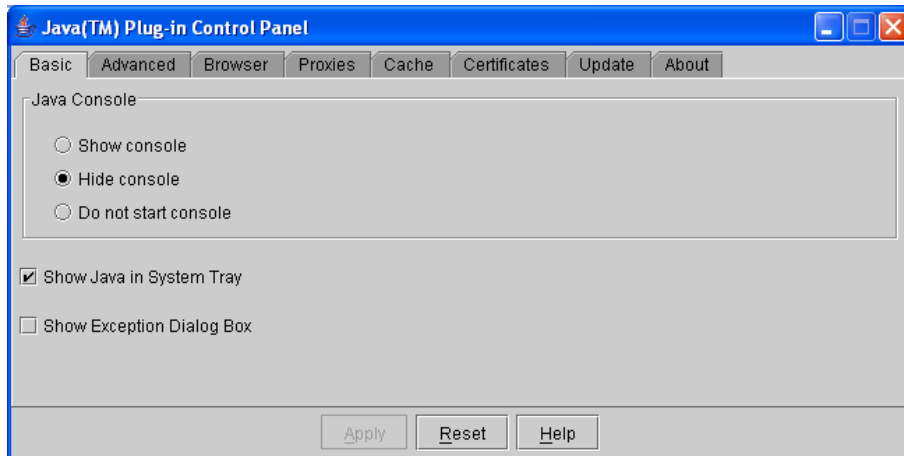 Java(TM) Plug-in Control Panel
Basic Advanced Browser Proxies Cache Certificates Update About
Java Console
Show console
Hide console
Do not start console
Show Java in System Tray
Show Exception Dialog Box
Apply Reset Help